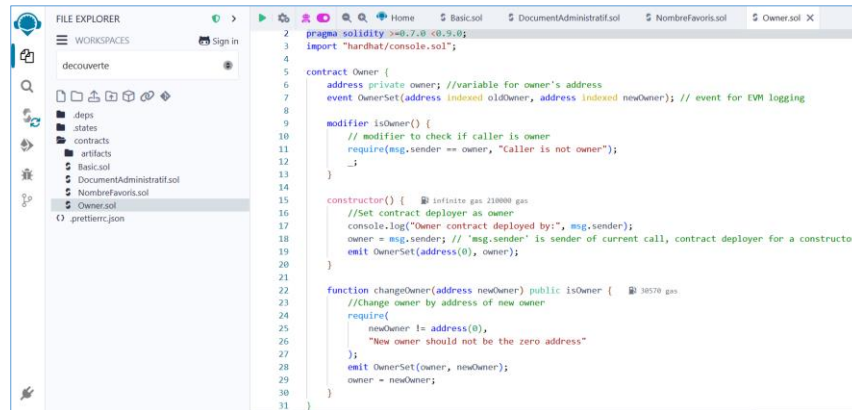 FILE EXPLORER
WORKSPACES
Sign in
decouverte
.deps
.states
contracts
artifacts
Basic.sol
DocumentAdministratif.sol
NombreFavoris.sol
Owner.sol
.prettierrc.json
Home Basic.sol DocumentAdministratif.sol NombreFavoris.sol Owner.sol
2 pragma solidity >=0.7.0 <0.9.0;
3 import "hardhat/console.sol";
4
5 contract Owner {
6 address private owner; //variable for owner's address
7 event OwnerSet(address indexed oldOwner, address indexed newOwner); // event for EVM logging
8
9 modifier isOwner() {
10 // modifier to check if caller is owner
11 require(msg.sender == owner, "Caller is not owner");
12 _;
13 }
14
15 constructor() { infinite gas 210000 gas
16 //Set contract deployer as owner
17 console.log("Owner contract deployed by:", msg.sender);
18 owner = msg.sender; // 'msg.sender' is sender of current call, contract deployer for a constructo
19 emit OwnerSet(address(0), owner);
20 }
21
22 function changeOwner(address newOwner) public isOwner { 30570 gas
23 //Change owner by address of new owner
24 require(
25 newOwner != address(0),
26 "New owner should not be the zero address"
27 );
28 emit OwnerSet(owner, newOwner);
29 owner = newOwner;
30 }
31 }